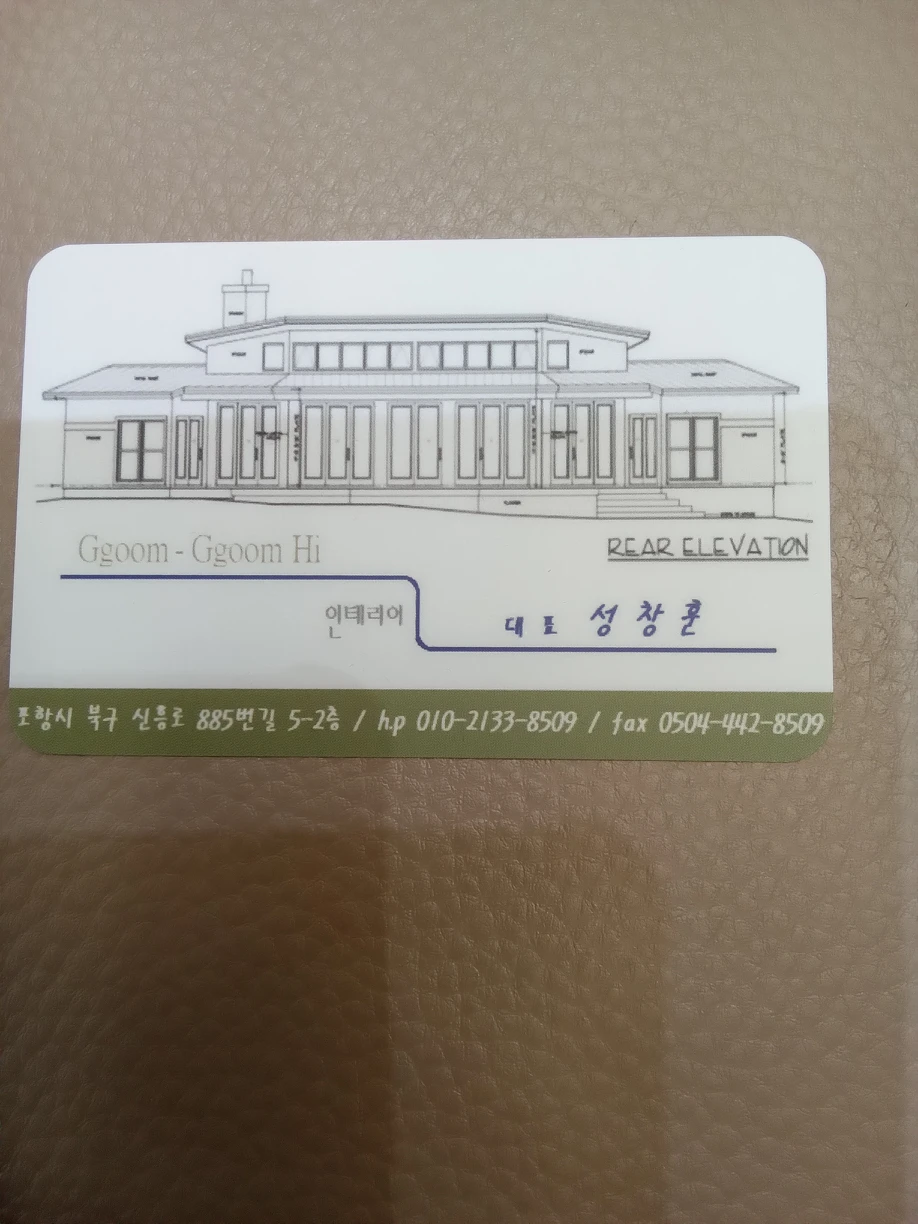 Ggoom - Ggoom Hi
REAR ELEVATION
인테리어
대표 성창훈
포항시 북구 신흥로 885번길 5-2층 / h.p 010-2133-8509 / fax 0504-442-8509